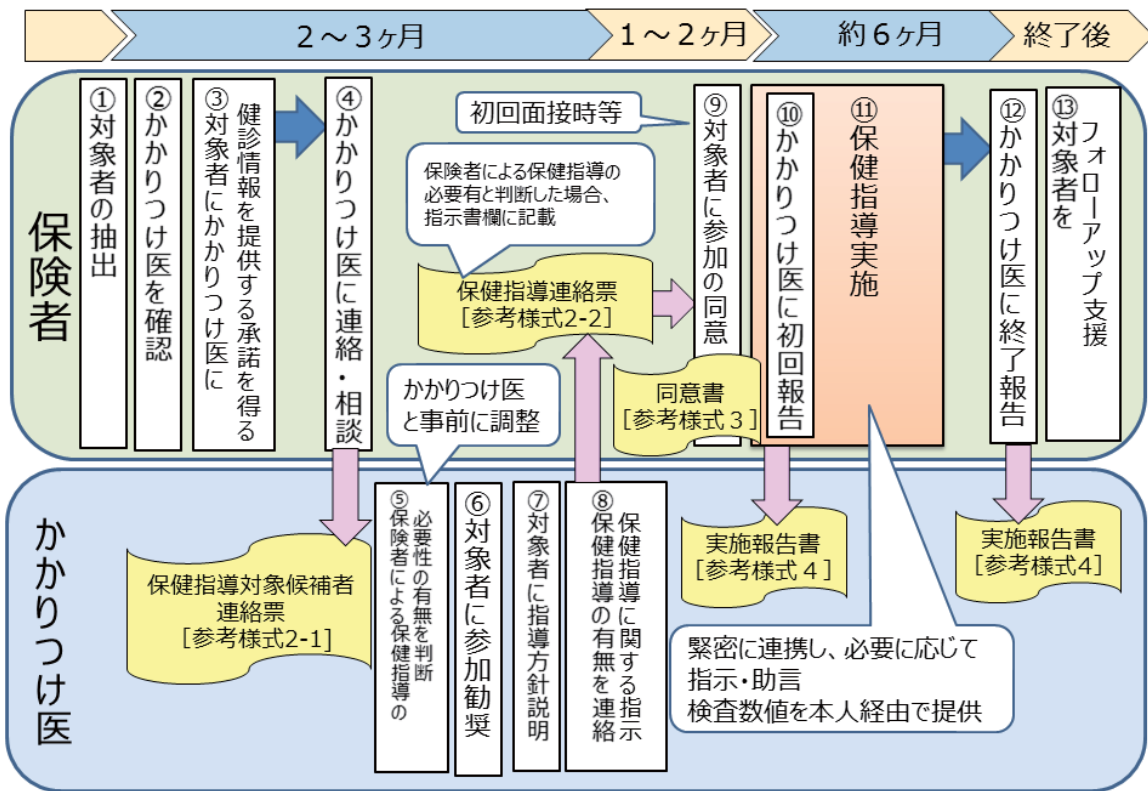 2～3ヶ月
1～2ヶ月
約6ヶ月
終了後
保険者
①対象者の抽出
②かかりつけ医を確認
③対象者にかかりつけ医に
健診情報を提供する承諾を得る
④かかりつけ医に連絡・相談
保険者による保健指導の
必要有と判断した場合、
指示書欄に記載
保健指導連絡票
[参考様式2-2]
かかりつけ医
と事前に調整
初回面接時等
⑨対象者に参加の同意
同意書
[参考様式３]
⑩かかりつけ医に初回報告
⑪保健指導実施
⑫かかりつけ医に終了報告
⑬対象者を
フォローアップ支援
かかりつけ医
保健指導対象候補者
連絡票
[参考様式2-1]
⑤保険者による保健指導の
必要性の有無を判断
⑥対象者に参加勧奨
⑦対象者に指導方針説明
⑧保健指導の有無を連絡
保健指導に関する指示
実施報告書
[参考様式４]
緊密に連携し、必要に応じて
指示・助言
検査数値を本人経由で提供
実施報告書
[参考様式4]